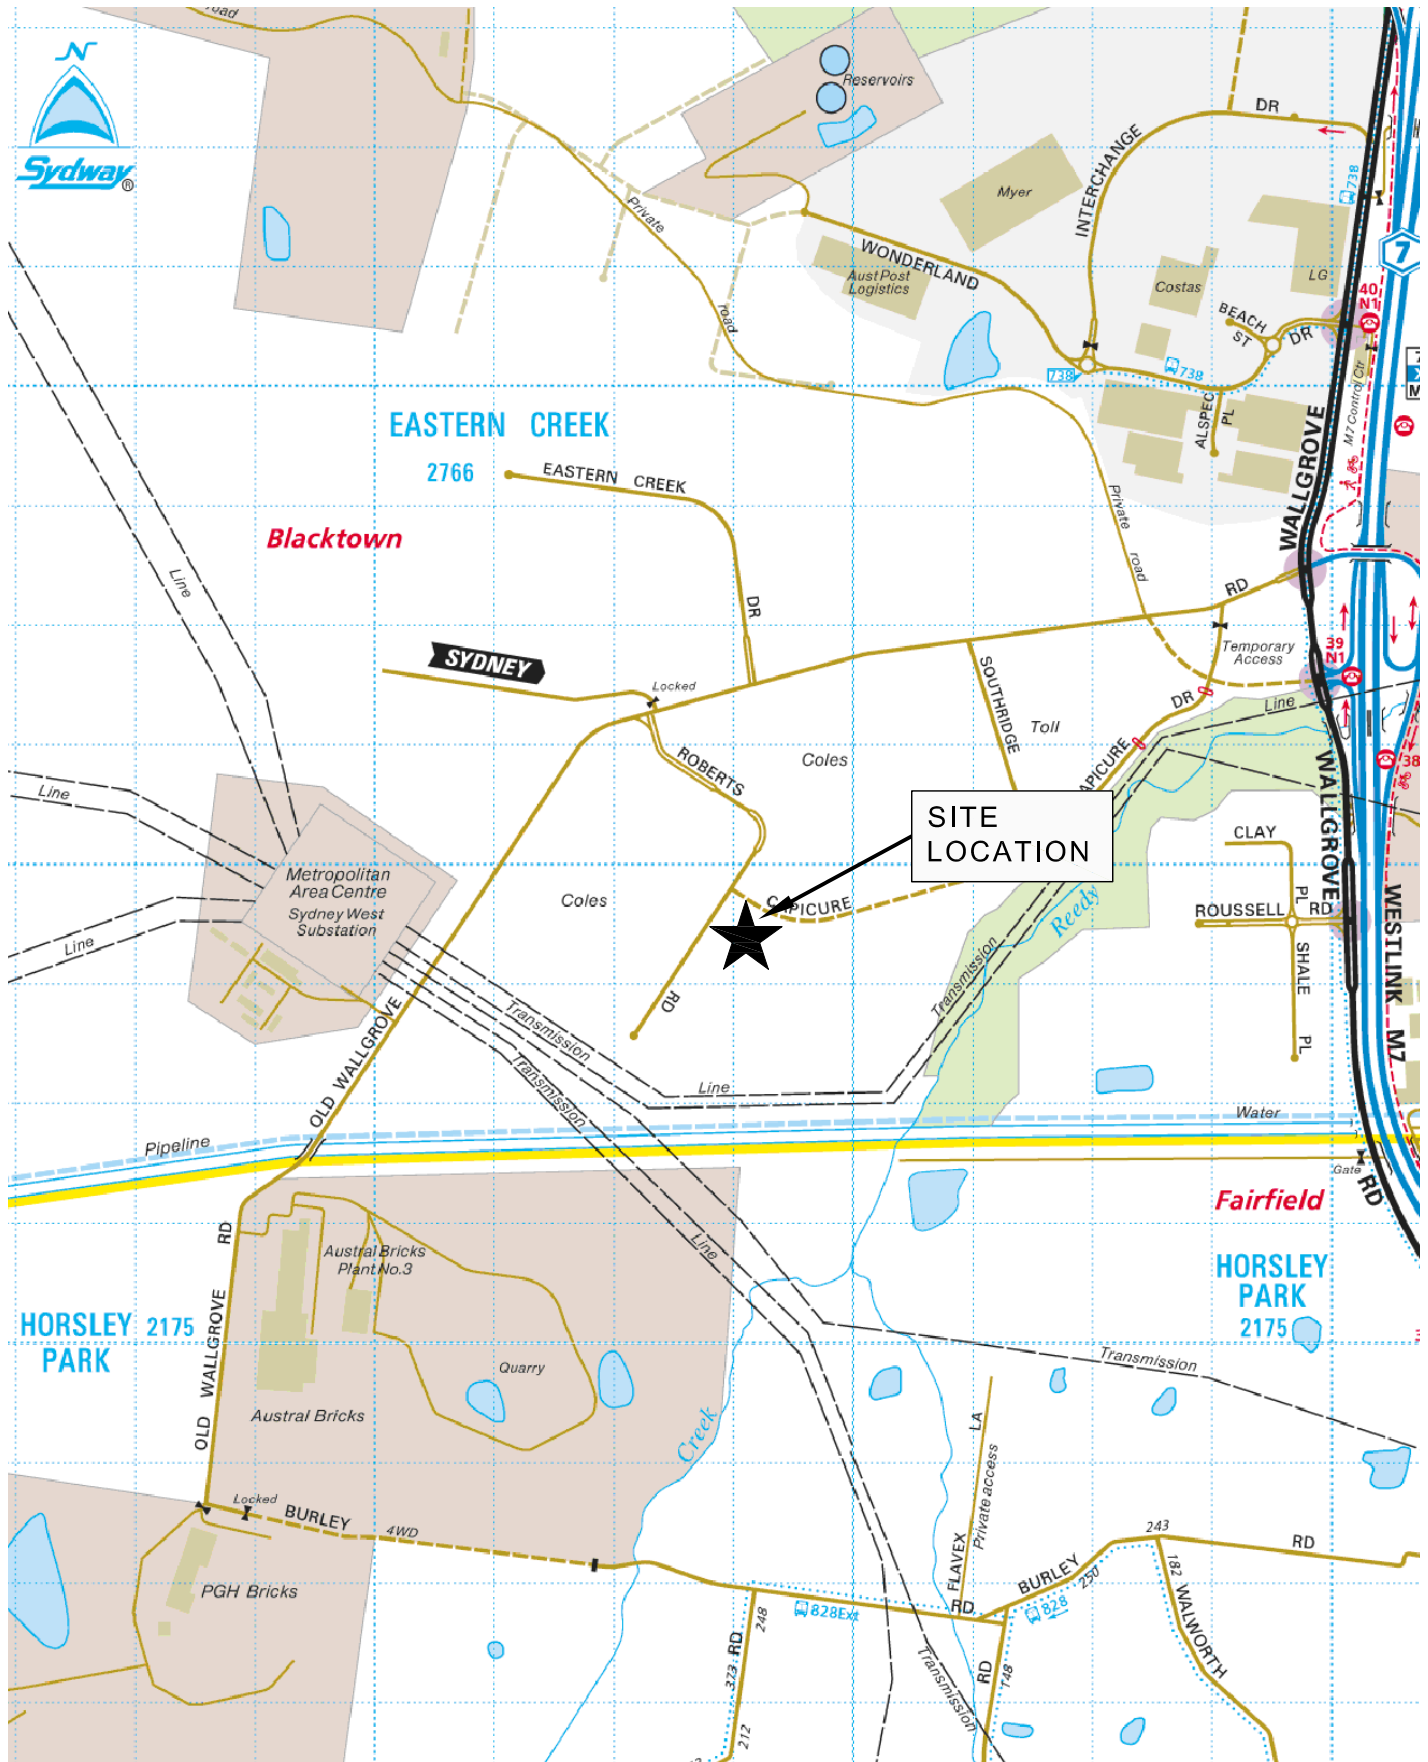 road
N
Sydway®
Reservoirs
DR
INTERCHANGE
738
Myer
Private
7
WONDERLAND
Aust Post
Logistics
Costas
LG
40
N1
BEACH
ST
DR
road
738
738
M7 Control Ctr
EASTERN CREEK
2766
ALSPEC
PL
WALLGROVE
EASTERN CREEK
DR
Private
road
Blacktown
Line
RD
SYDNEY
Locked
SOUTHRIDGE
Temporary
Access
39
N1
DR
Line
Toll
Coles
ROBERTS
APICURE
WALLGROVE
38
Line
SITE
LOCATION
CLAY
PL
Metropolitan
Area Centre
Sydney West
Substation
Coles
CAPICURE
Reedy
ROUSSELL RD
WESTLINK M7
Line
Transmission
SHALE
PL
RD
OLD WALLGROVE
Transmission
Transmission
Line
Water
Pipeline
Gate
RD
Fairfield
RD
Austral Bricks
Plant No.3
Line
HORSLEY
PARK
2175
HORSLEY 2175
PARK
OLD WALLGROVE
Quarry
Transmission
Austral Bricks
Creek
LA
Private access
FLAVEX
Locked
BURLEY
4WD
243
RD
182
WALWORTH
PGH Bricks
BURLEY
250
RD
828Ext
828
248
RD
373
212
Transmission
RD
148